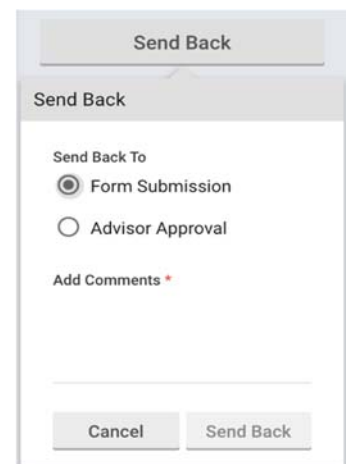 Send Back
Send Back
Send Back To
Form Submission
Advisor Approval
Add Comments *
Cancel Send Back